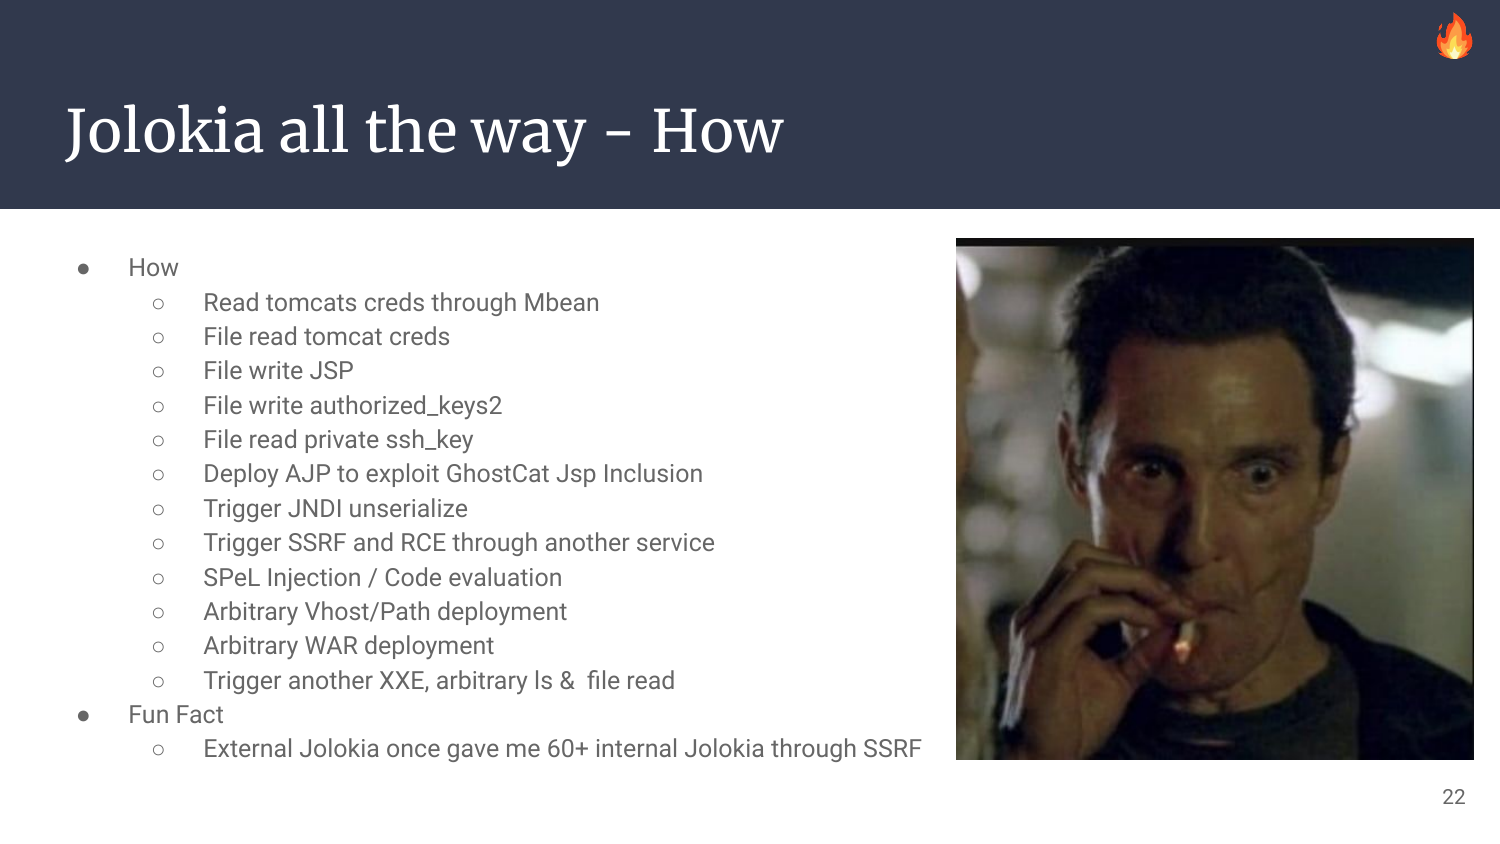 Jolokia all the way - How
● How
○ Read tomcats creds through Mbean
○ File read tomcat creds
○ File write JSP
○ File write authorized_keys2
○ File read private ssh_key
○ Deploy AJP to exploit GhostCat Jsp Inclusion
○ Trigger JNDI unserialize
○ Trigger SSRF and RCE through another service
○ SPeL Injection / Code evaluation
○ Arbitrary Vhost/Path deployment
○ Arbitrary WAR deployment
○ Trigger another XXE, arbitrary ls & file read
● Fun Fact
○ External Jolokia once gave me 60+ internal Jolokia through SSRF
22